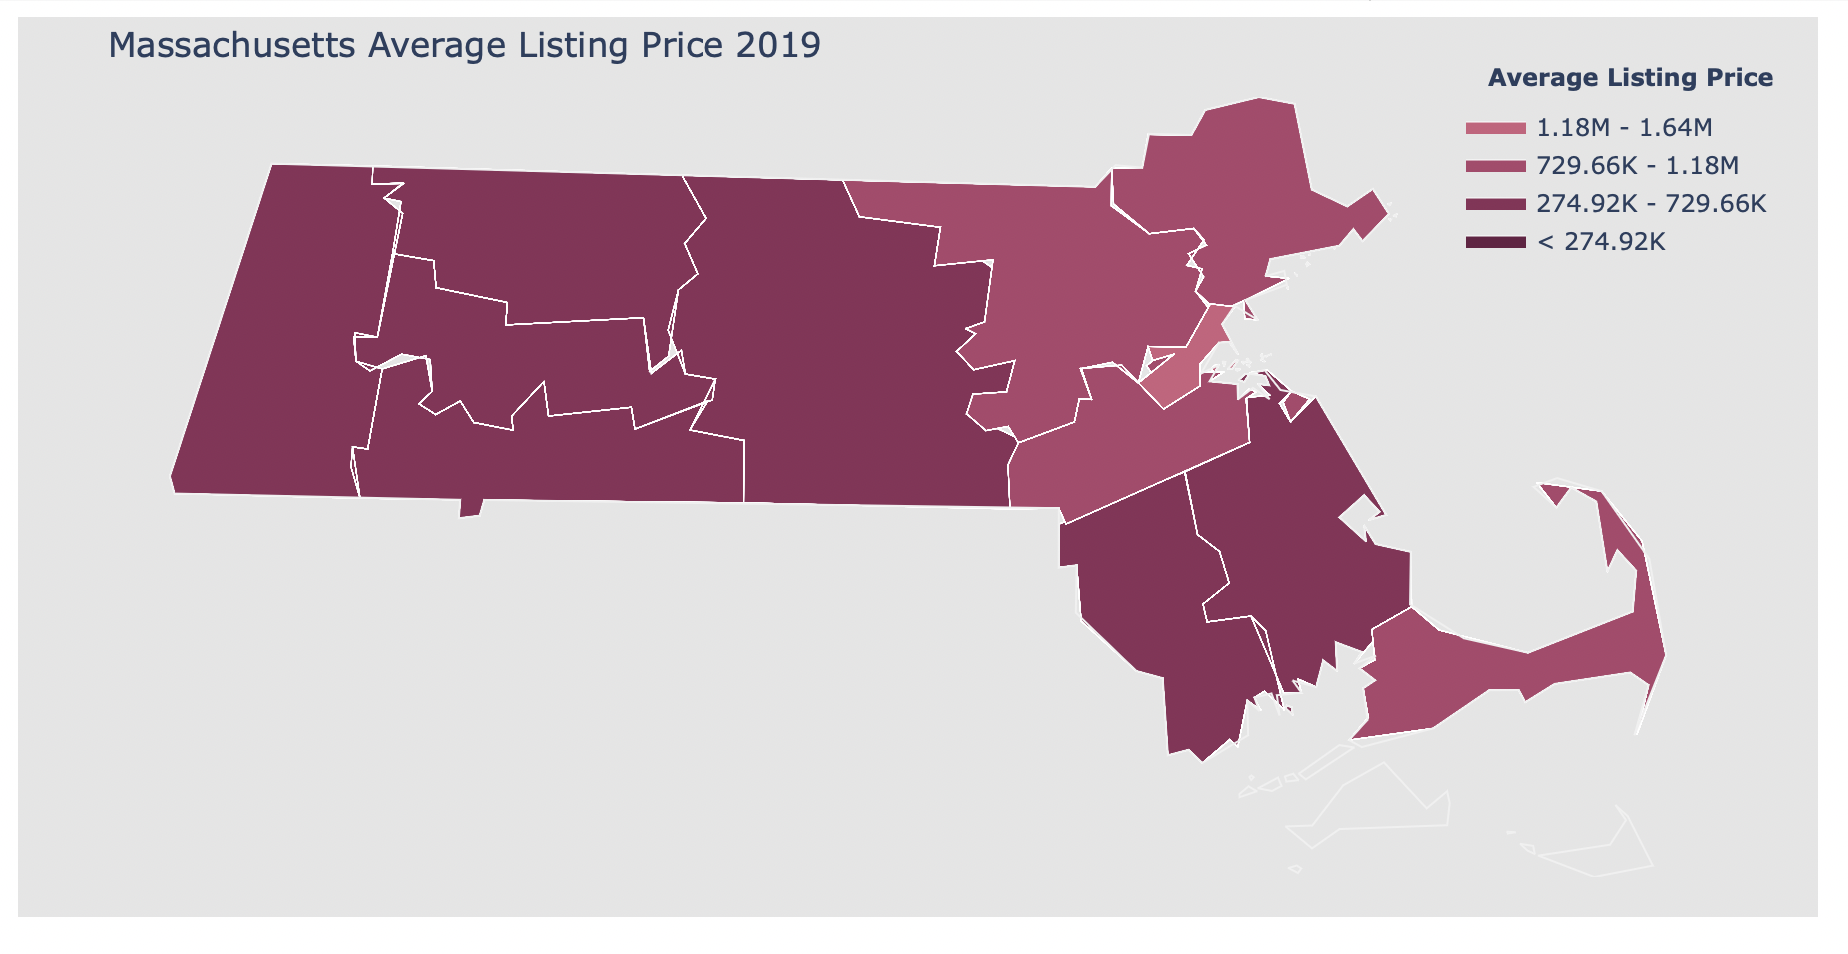 Massachusetts Average Listing Price 2019
Average Listing Price
1.18M - 1.64M
729.66K - 1.18M
274.92K - 729.66K
< 274.92K